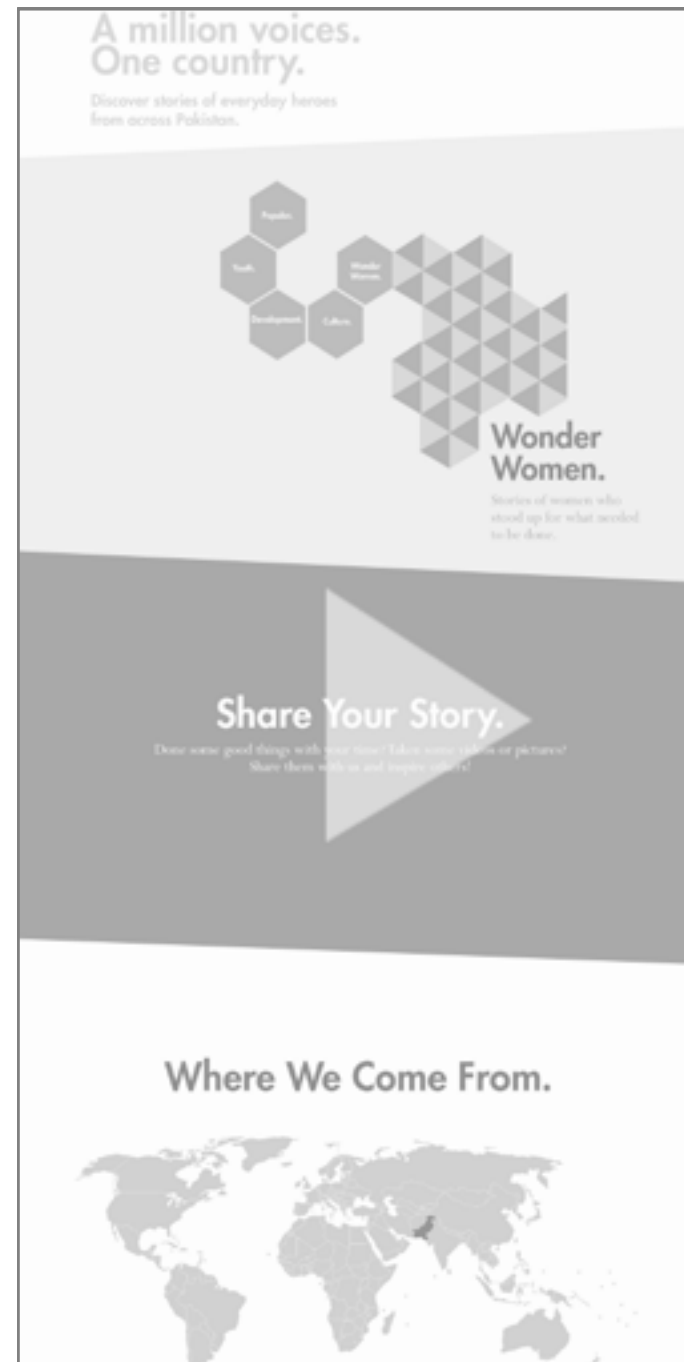 A million voices.
One country.
Discover stories of everyday heroes
from across Pakistan.
Popular.
Youth.
Wonder
Women.
Development.
Culture.
Wonder
Women.
Stories of women who
stood up for what needed
to be done.
Share Your Story.
Done some good things with your time? Taken some videos or pictures?
Share them with us and inspire others!
Where We Come From.